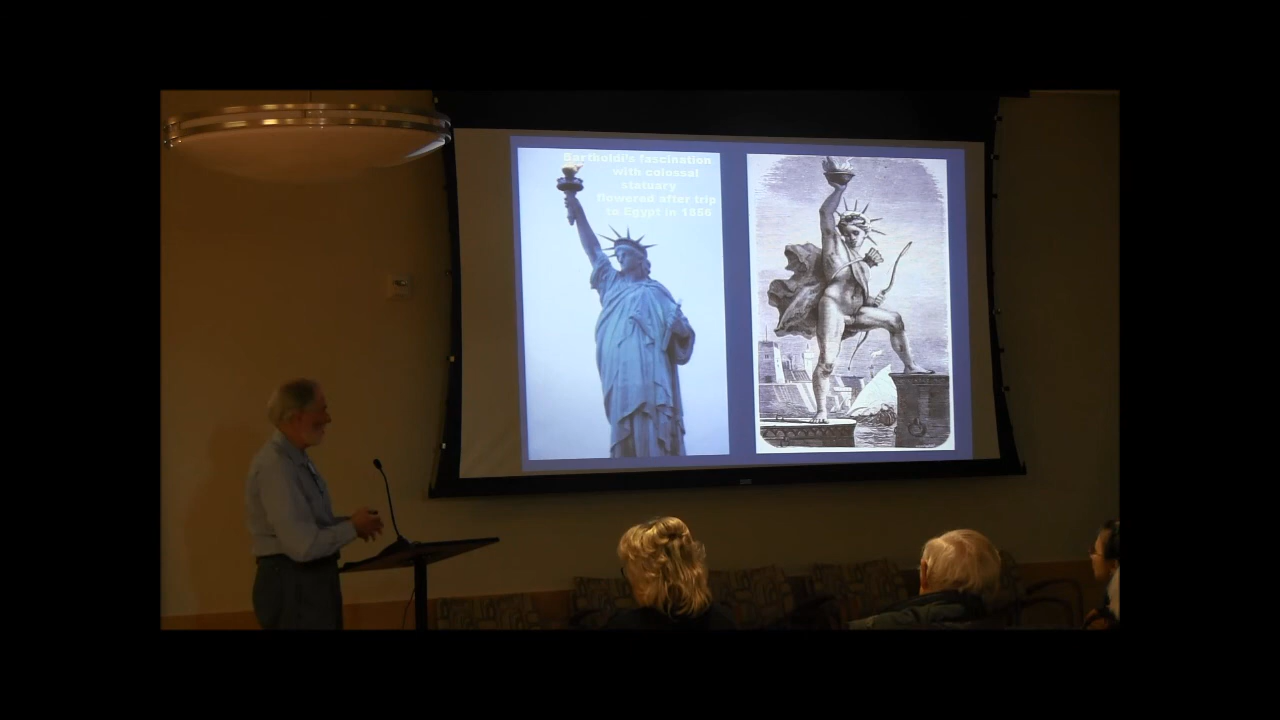 Bartholdi's fascination
with colossal
statuary
flowered after trip
to Egypt in 1856